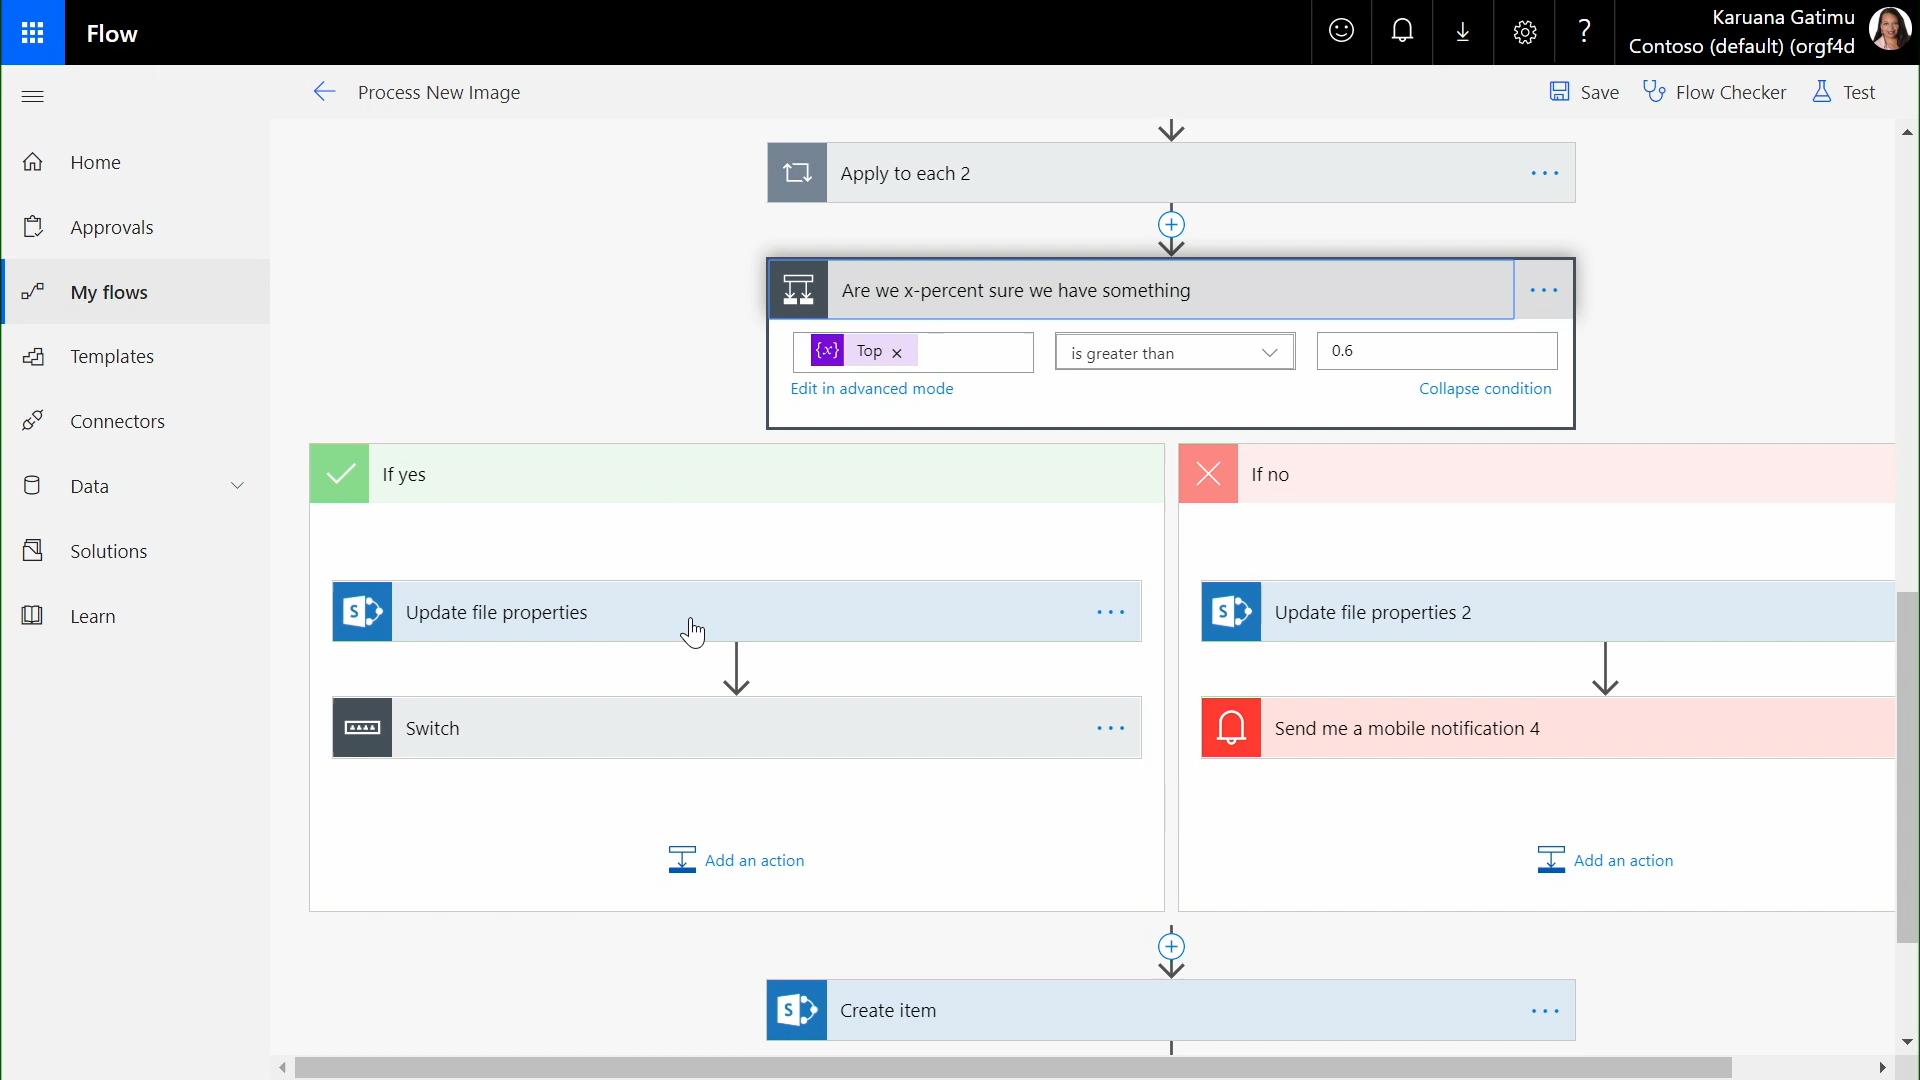 Flow
?
Karuana Gatimu
Contoso (default) (orgf4d
Process New Image
Save
Flow Checker
Test
Home
Approvals
My flows
Templates
Connectors
Data
Solutions
Learn
Apply to each 2
Are we x-percent sure we have something
{x} Top × is greater than 0.6
Edit in advanced mode
Collapse condition
If yes
If no
S Update file properties
S Update file properties 2
Switch
Send me a mobile notification 4
Add an action
Add an action
S Create item